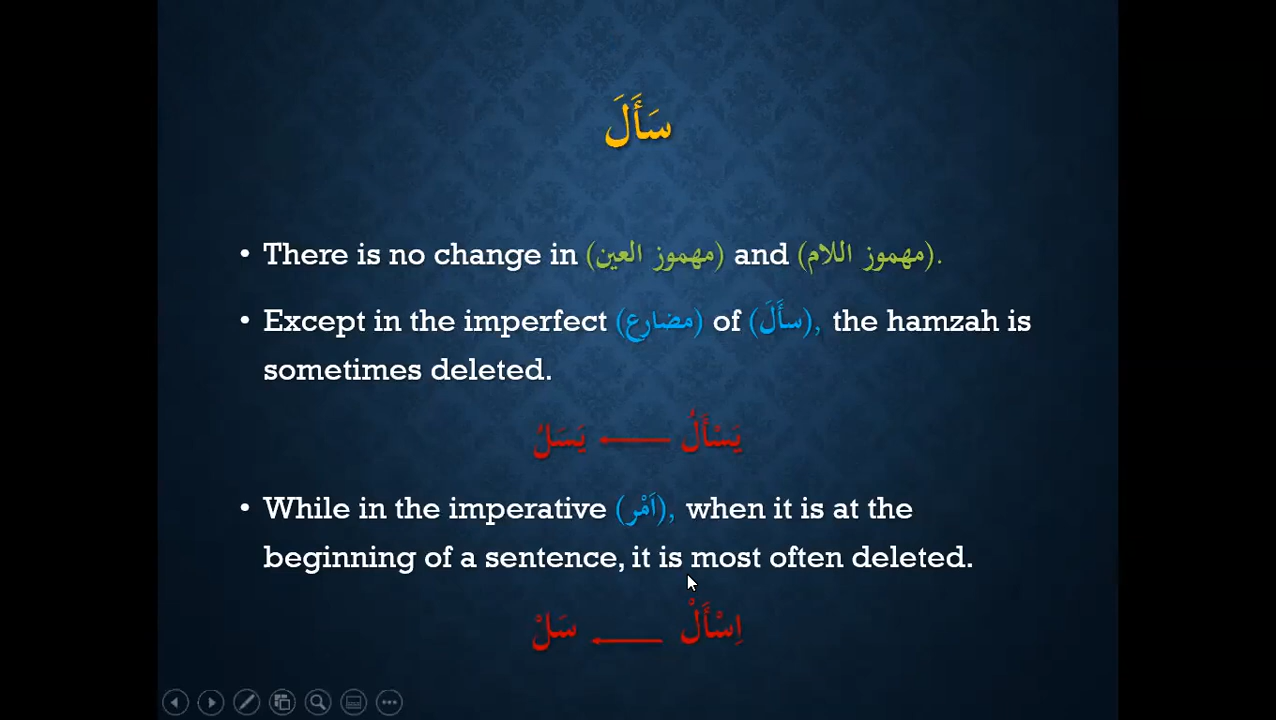 سَأَلَ
• There is no change in (مهموز العين) and (مهموز اللام).
• Except in the imperfect (مضارع) of (سأَلَ), the hamzah is
sometimes deleted.
يَسْأَلُ ← يَسَلُ
• While in the imperative (اَمْر), when it is at the
beginning of a sentence, it is most often deleted.
اِسْأَلْ ← سَلْ